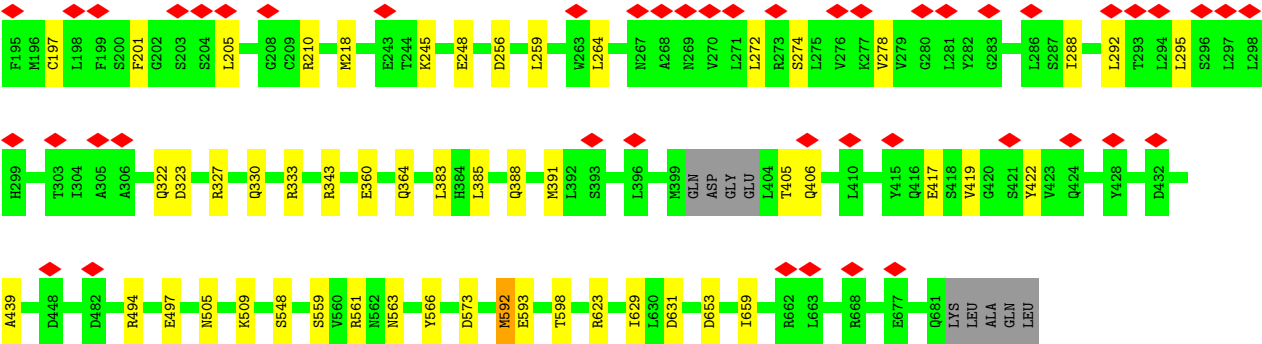 F195 M196 C197 L198 F199 S200 F201 G202 S203 S204 L205 G208 C209 R210 M218 E243 T244 K245 E248 D256 L259 W263 L264 N267 A268 N269 V270 L271 L272 R273 S274 L275 V276 K277 V278 V279 G280 L281 Y282 G283 L286 S287 I288 L292 T293 L294 L295 S296 L297 L298
H299 T303 I304 A305 A306 Q322 D323 R327 Q330 R333 R343 E360 Q364 L383 H384 L385 Q388 M391 L392 S393 L396 M399 GLN ASP GLY GLU L404 T405 Q406 L410 Y415 Q416 E417 S418 V419 G420 S421 Y422 V423 Q424 Y428 D432
A439 D448 D482 R494 E497 N505 K509 S548 S559 V560 R561 N562 N563 Y566 D573 M592 E593 T598 R623 I629 L630 D631 D653 I659 R662 L663 R668 E677 Q681 LYS LEU ALA GLN LEU